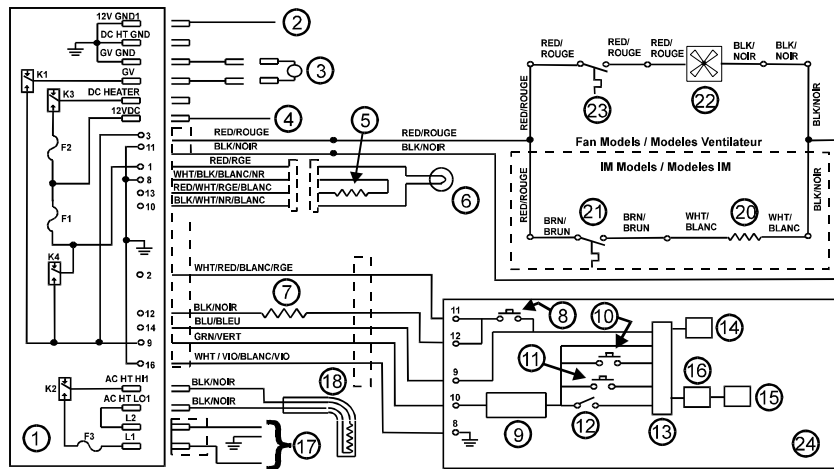 12V GND1
DC HT GND
GV GND
K1
GV
K3
DC HEATER
12VDC
F2
F1
K4
3
11
1
8
13
10
2
12
14
9
16
K2
AC HT HI1
AC HT LO1
L2
F3
L1
1
2
3
4
RED/ROUGE
RED/ROUGE
BLK/NOIR
BLK/NOIR
5
RED/RGE
WHT/BLK/BLANC/NR
RED/WHT/RGE/BLANC
BLK/WHT/NR/BLANC
6
WHT/RED/BLANC/RGE
7
BLK/NOIR
BLU/BLEU
GRN/VERT
WHT / VIO/BLANC/VIO
BLK/NOIR
BLK/NOIR
18
17
RED/
ROUGE
RED/
ROUGE
RED/
ROUGE
BLK/
NOIR
BLK/
NOIR
23
22
RED/ROUGE
BLK/NOIR
Fan Models / Modeles Ventilateur
IM Models / Modeles IM
RED/ROUGE
BRN/
BRUN
21
BRN/
BRUN
WHT/
BLANC
20
WHT/
BLANC
BLK/NOIR
11
12
9
10
8
8
10
11
9
12
13
14
16
15
24